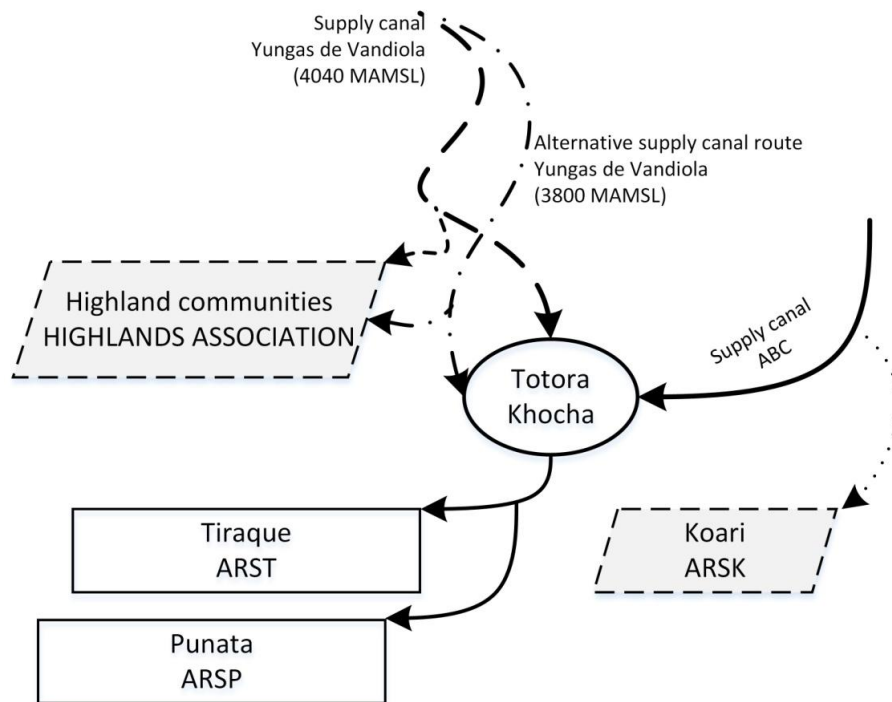 Supply canal
Yungas de Vandiola
(4040 MAMSL)
Alternative supply canal route
Yungas de Vandiola
(3800 MAMSL)
Highland communities
HIGHLANDS ASSOCIATION
Supply canal
ABC
Totora
Khocha
Tiraque
ARST
Koari
ARSK
Punata
ARSP